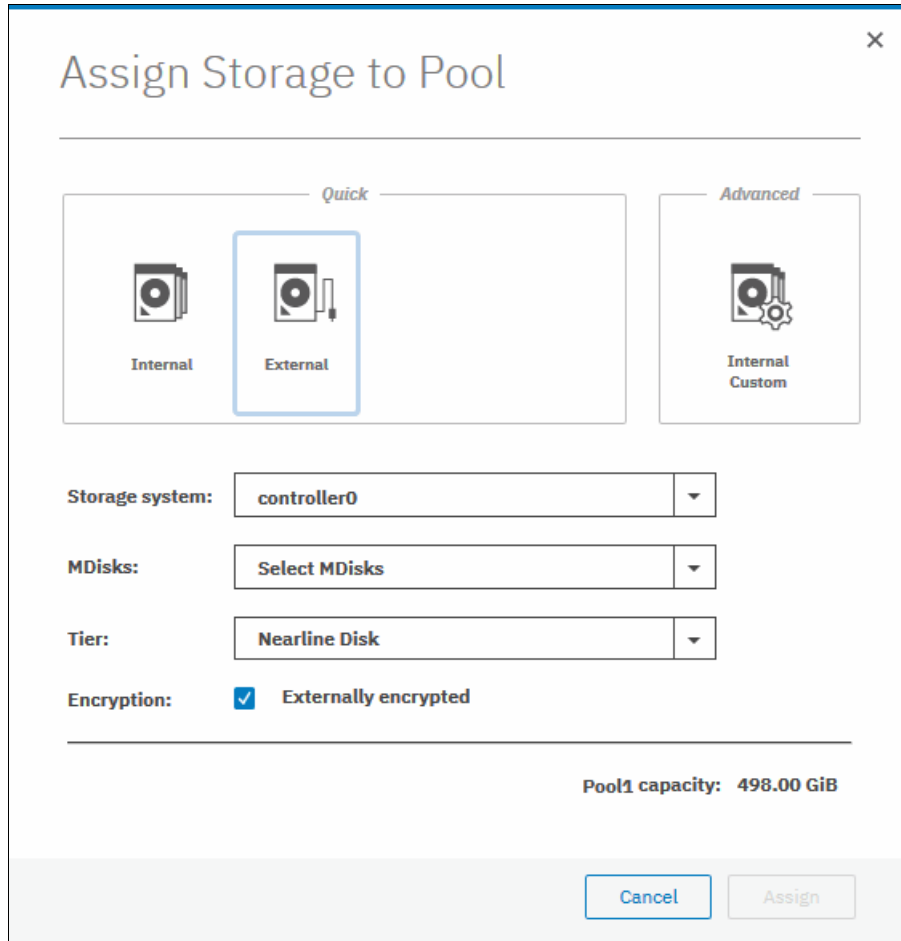 Assign Storage to Pool
Quick
Advanced
Internal
External
Internal
Custom
Storage system: controller0
MDisks: Select MDisks
Tier: Nearline Disk
Encryption: Externally encrypted
Pool1 capacity: 498.00 GiB
Cancel Assign